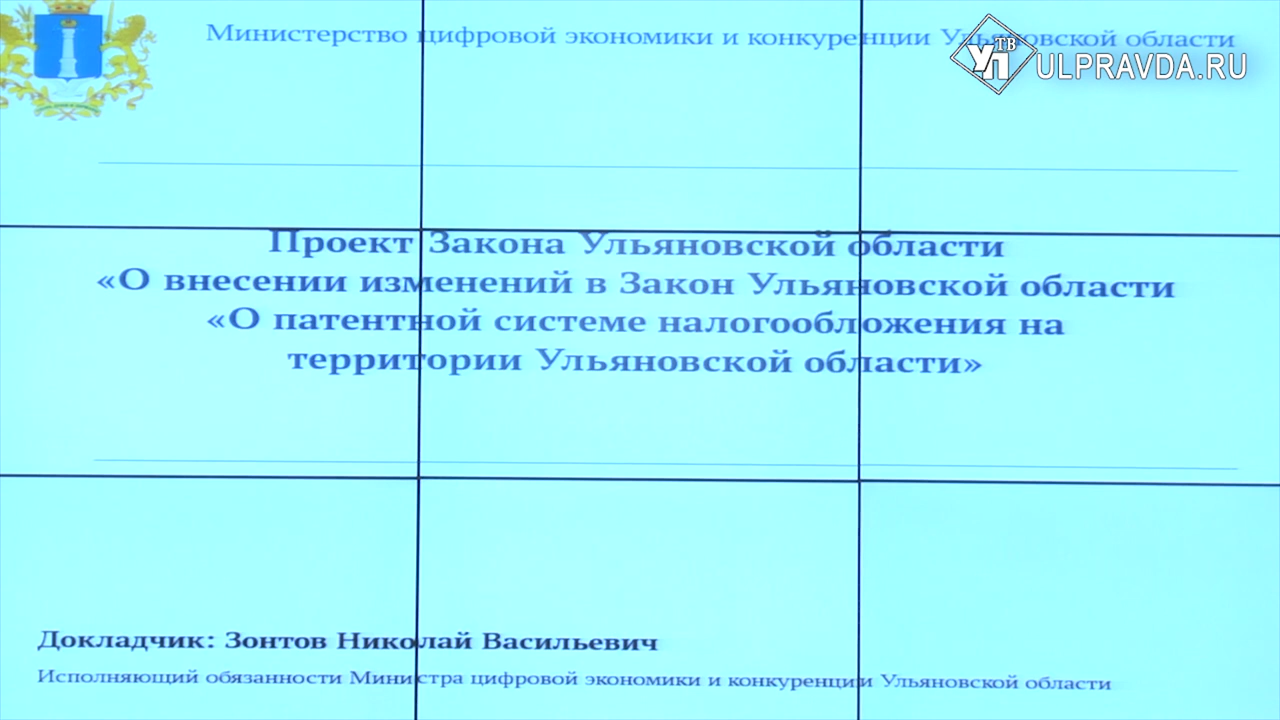 Министерство цифровой экономики и конкуренции Ульяновской области
УП ТВ
ULPRAVDA.RU
Проект Закона Ульяновской области
«О внесении изменений в Закон Ульяновской области
«О патентной системе налогообложения на
территории Ульяновской области»
Докладчик: Зонтов Николай Васильевич
Исполняющий обязанности Министра цифровой экономики и конкуренции Ульяновской области